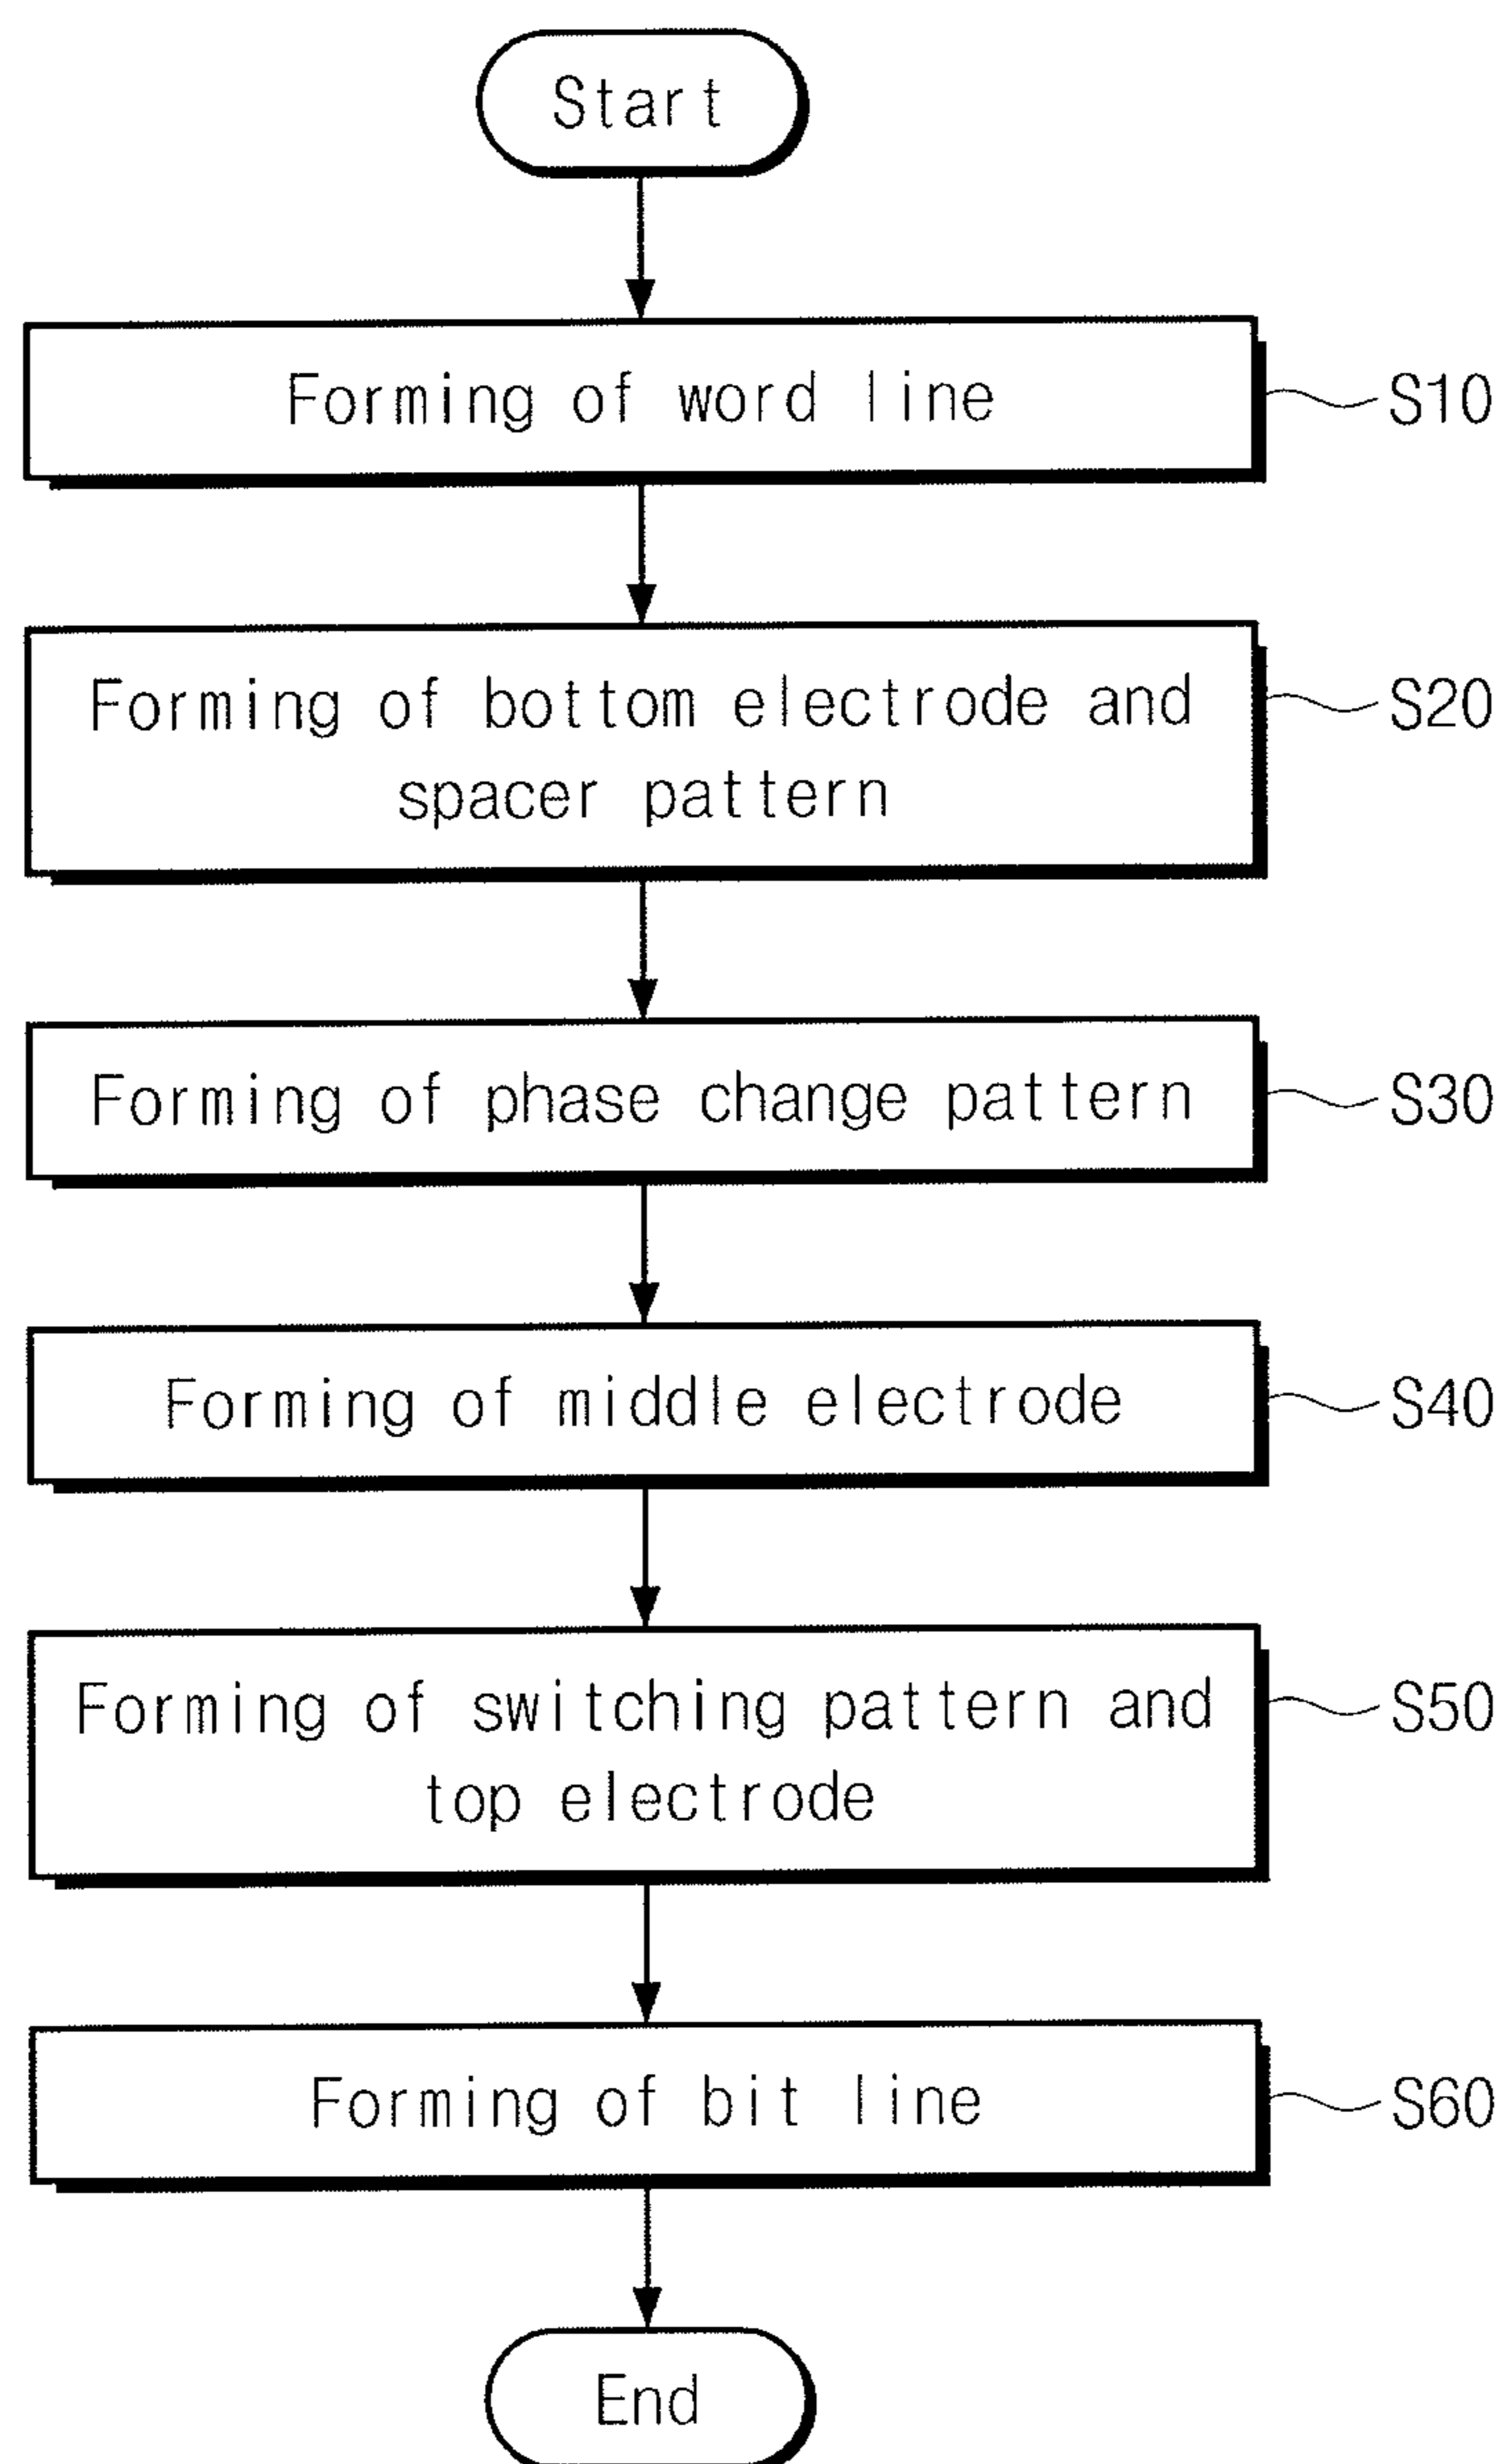 Start
Forming of word line
S10
Forming of bottom electrode and
S20
spacer pattern
Forming of phase change pattern
S30
Forming of middle electrode
S40
Forming of switching pattern and
S50
top electrode
Forming of bit line
S60
End